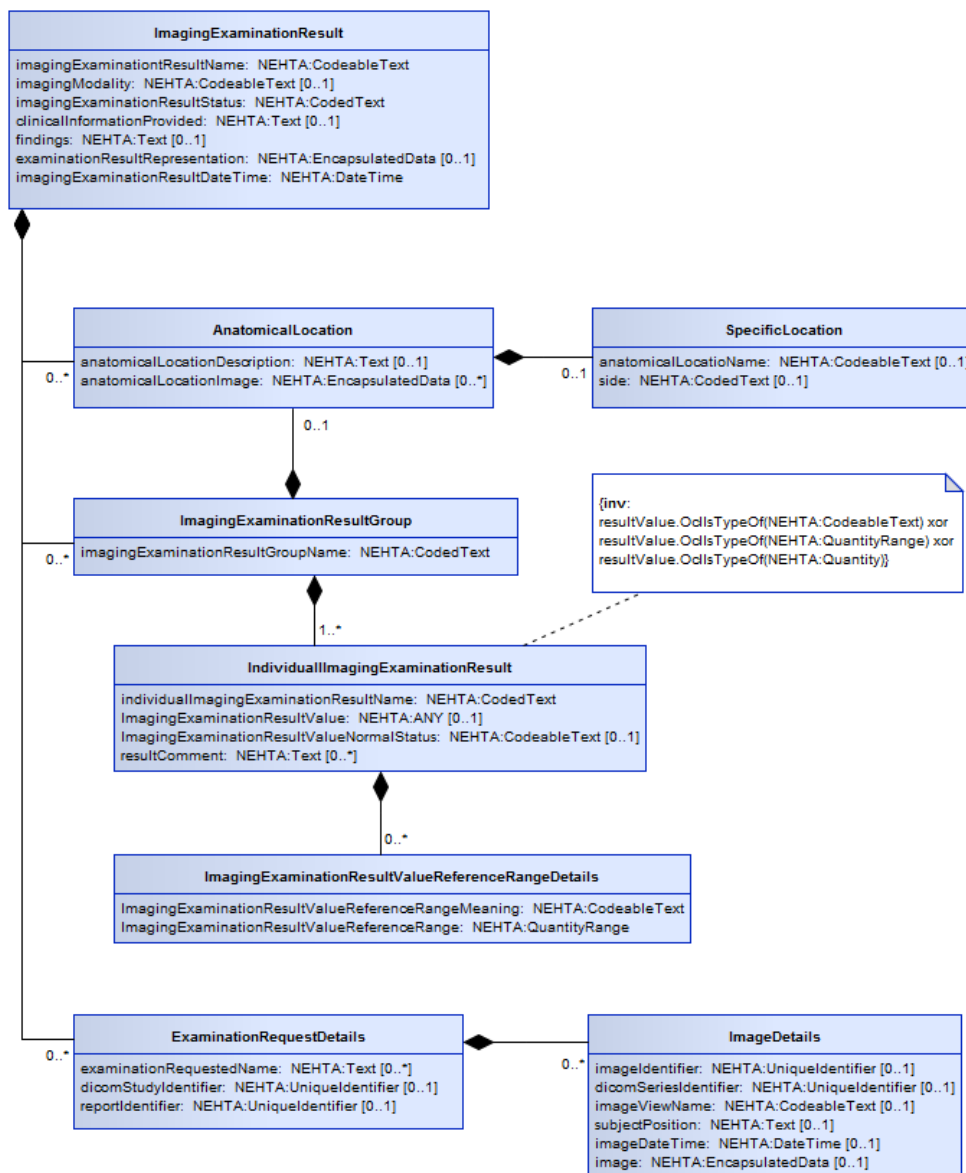 ImagingExaminationResult
imagingExaminationtResultName: NEHTA:CodeableText
imagingModality: NEHTA:CodeableText [0..1]
imagingExaminationResultStatus: NEHTA:CodedText
clinicalInformationProvided: NEHTA:Text [0..1]
findings: NEHTA:Text [0..1]
examinationResultRepresentation: NEHTA:EncapsulatedData [0..1]
imagingExaminationResultDateTime: NEHTA:DateTime
AnatomicalLocation
anatomicalLocationDescription: NEHTA:Text [0..1]
anatomicalLocationImage: NEHTA:EncapsulatedData [0..*]
0..*
SpecificLocation
anatomicalLocatioName: NEHTA:CodeableText [0..1]
side: NEHTA:CodedText [0..1]
0..1
0..1
ImagingExaminationResultGroup
imagingExaminationResultGroupName: NEHTA:CodedText
0..*
{inv:
resultValue.OclIsTypeOf(NEHTA:CodeableText) xor
resultValue.OclIsTypeOf(NEHTA:QuantityRange) xor
resultValue.OclIsTypeOf(NEHTA:Quantity)}
1..*
IndividualIImagingExaminationResult
individualImagingExaminationResultName: NEHTA:CodedText
ImagingExaminationResultValue: NEHTA:ANY [0..1]
ImagingExaminationResultValueNormalStatus: NEHTA:CodeableText [0..1]
resultComment: NEHTA:Text [0..*]
0..*
ImagingExaminationResultValueReferenceRangeDetails
ImagingExaminationResultValueReferenceRangeMeaning: NEHTA:CodeableText
ImagingExaminationResultValueReferenceRange: NEHTA:QuantityRange
ExaminationRequestDetails
examinationRequestedName: NEHTA:Text [0..*]
dicomStudyIdentifier: NEHTA:UniqueIdentifier [0..1]
reportIdentifier: NEHTA:UniqueIdentifier [0..1]
0..*
ImageDetails
imageIdentifier: NEHTA:UniqueIdentifier [0..1]
dicomSeriesIdentifier: NEHTA:UniqueIdentifier [0..1]
imageViewName: NEHTA:CodeableText [0..1]
subjectPosition: NEHTA:Text [0..1]
imageDateTime: NEHTA:DateTime [0..1]
image: NEHTA:EncapsulatedData [0..1]
0..*